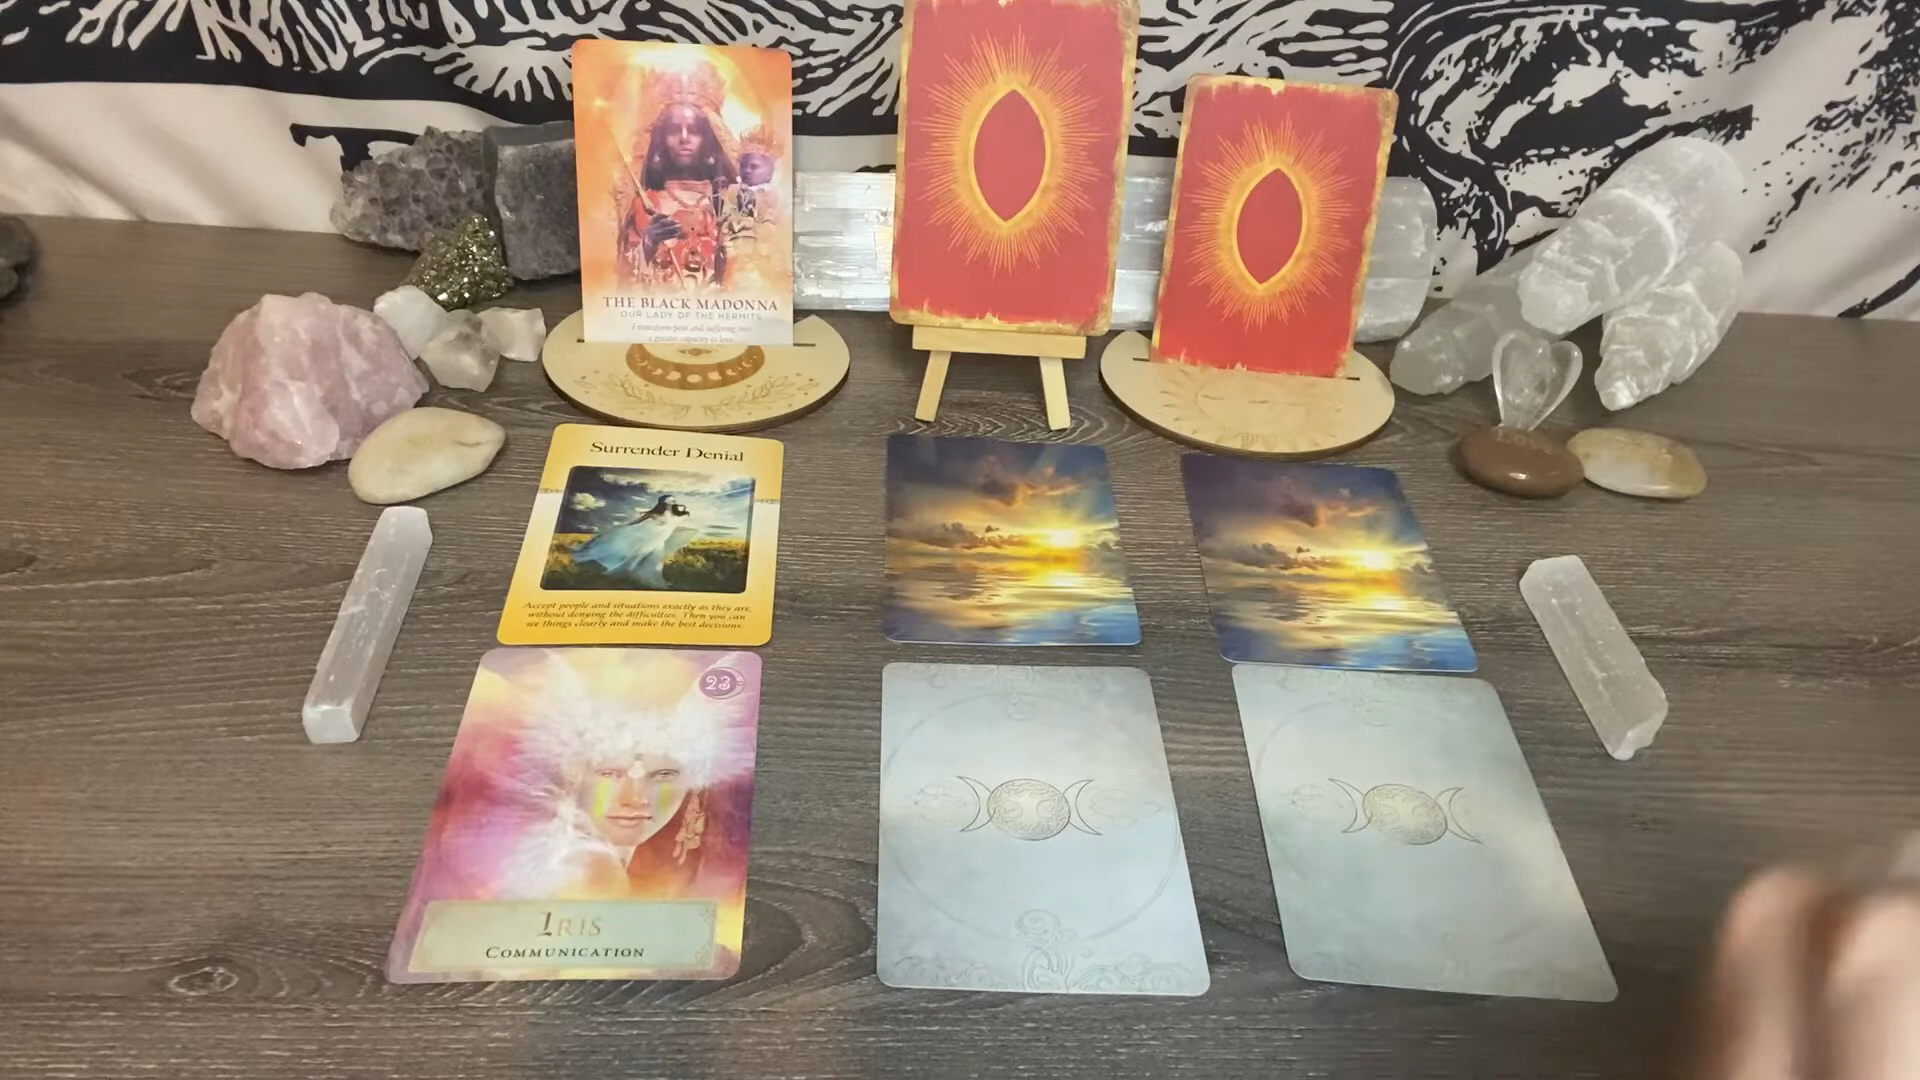 THE BLACK MADONNA
OUR LADY OF THE HERMITS
I transform pain and suffering into
a greater capacity to love.
Surrender Denial
Accept people and situations exactly as they are,
without denying the difficulties. Then you can
see things clearly and make the best decisions.
23
IRIS
COMMUNICATION